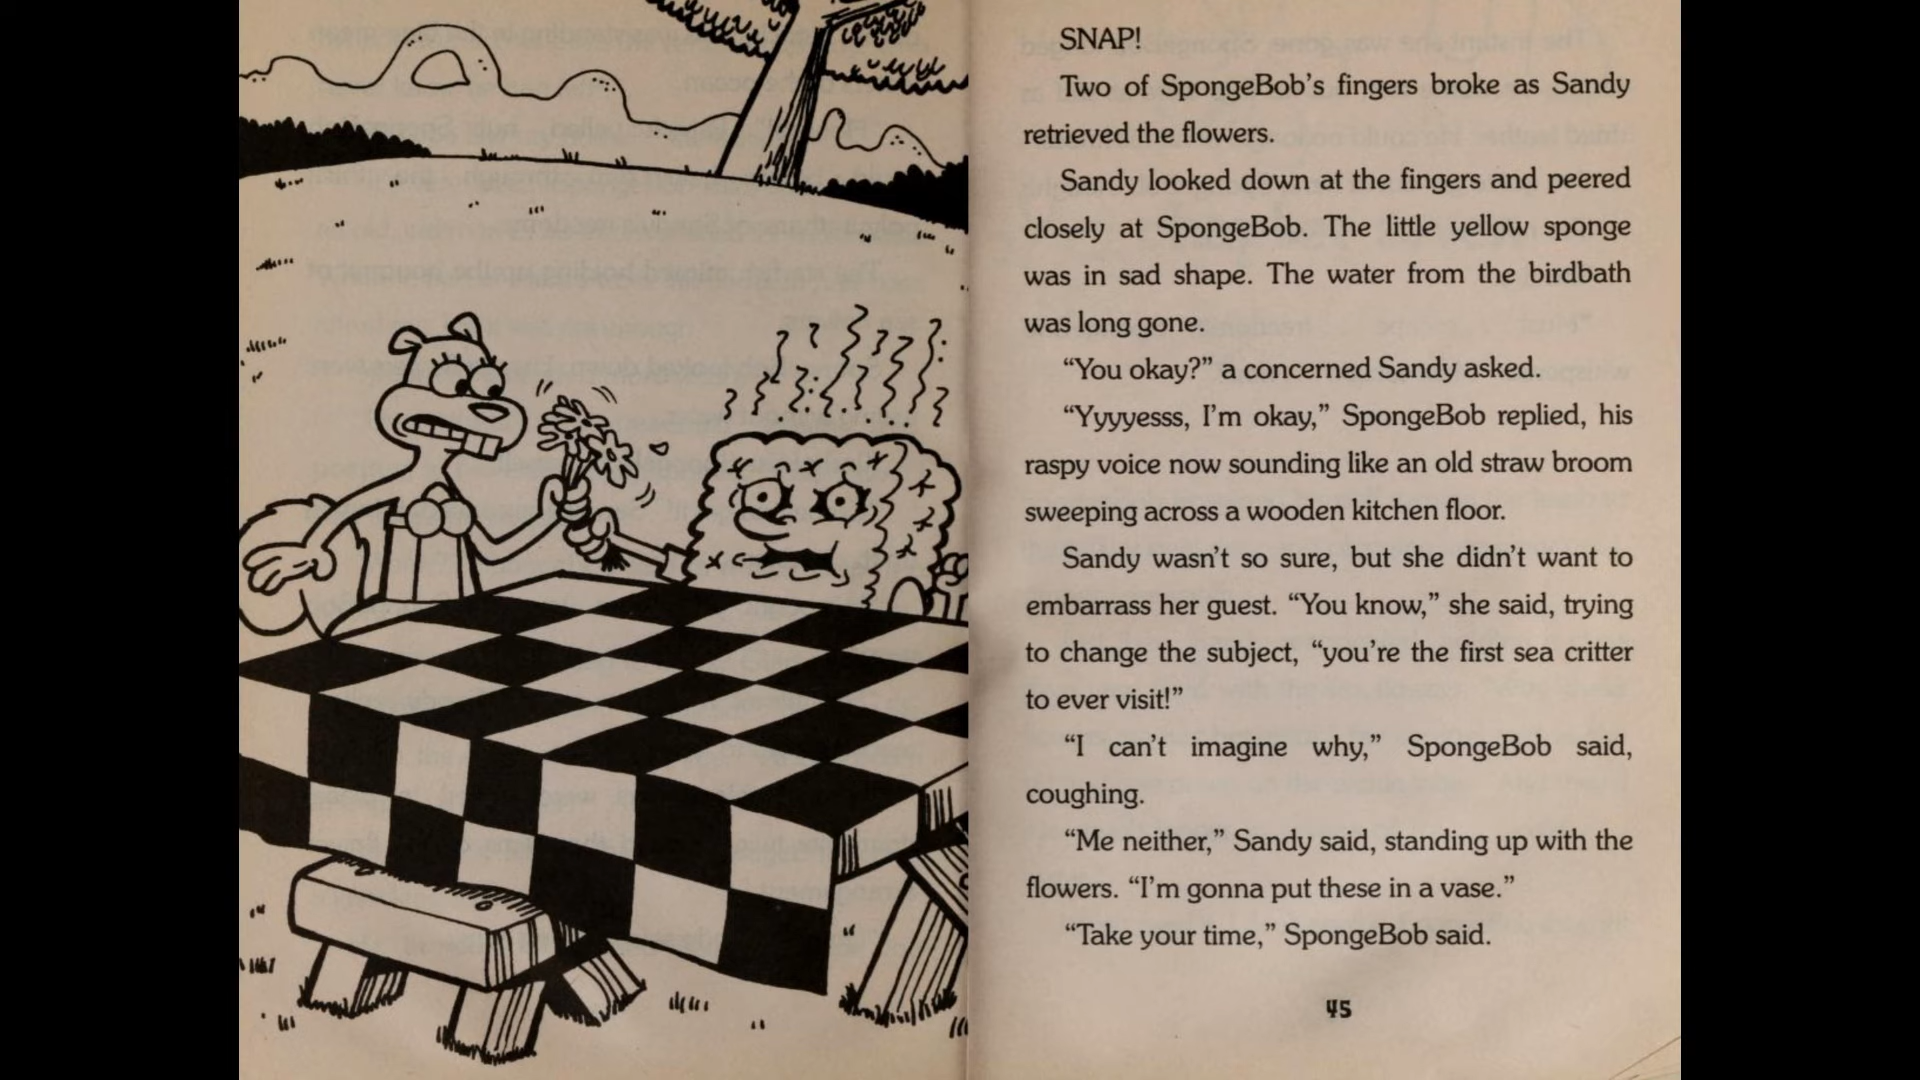 SNAP!
Two of SpongeBob's fingers broke as Sandy
retrieved the flowers.
Sandy looked down at the fingers and peered
closely at SpongeBob. The little yellow sponge
was in sad shape. The water from the birdbath
was long gone.
“You okay?” a concerned Sandy asked.
“Yyyyesss, I'm okay,” SpongeBob replied, his
raspy voice now sounding like an old straw broom
sweeping across a wooden kitchen floor.
Sandy wasn't so sure, but she didn't want to
embarrass her guest. “You know,” she said, trying
to change the subject, “you're the first sea critter
to ever visit!”
“I can't imagine why,” SpongeBob said,
coughing.
“Me neither,” Sandy said, standing up with the
flowers. “I'm gonna put these in a vase.”
“Take your time,” SpongeBob said.
45